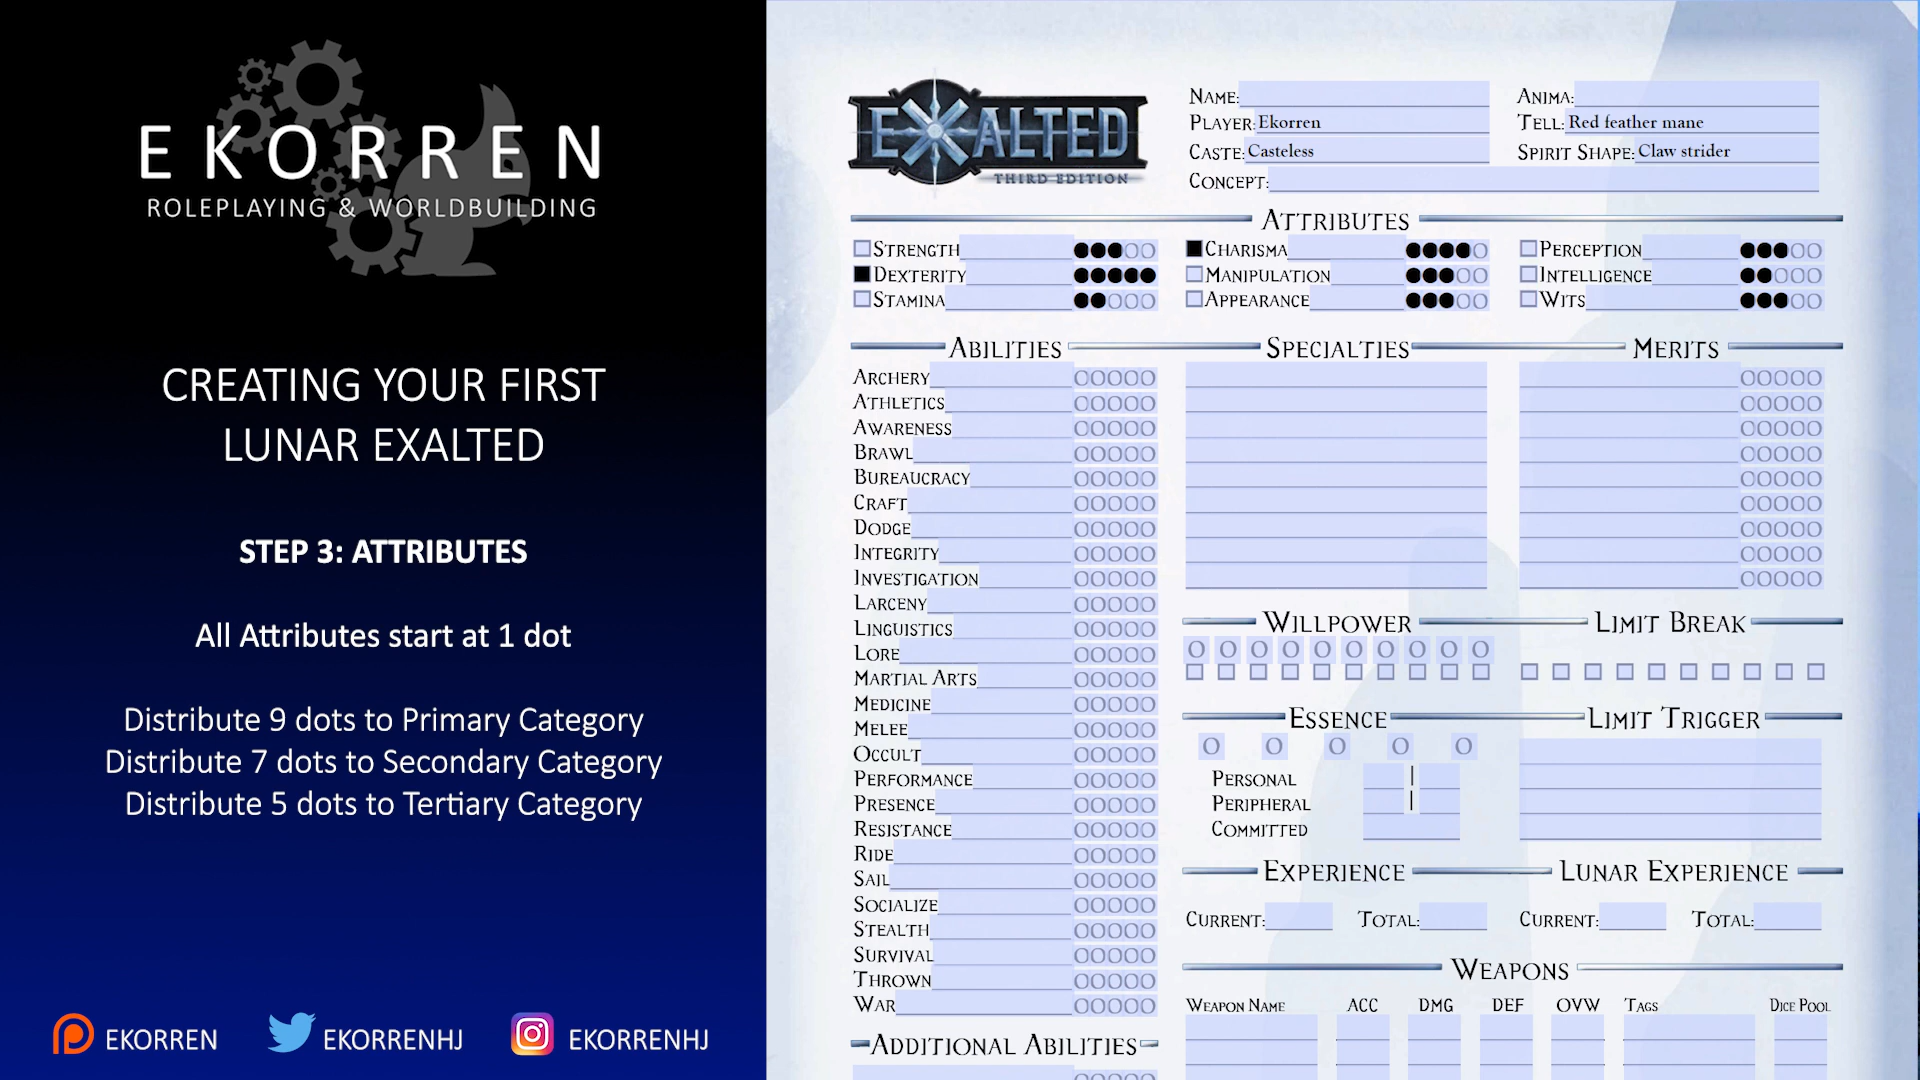 EKORREN
ROLEPLAYING & WORLDBUILDING
CREATING YOUR FIRST
LUNAR EXALTED
STEP 3: ATTRIBUTES
All Attributes start at 1 dot
Distribute 9 dots to Primary Category
Distribute 7 dots to Secondary Category
Distribute 5 dots to Tertiary Category
EKORREN EKORRENHJ EKORRENHJ
EXALTED
THIRD EDITION
NAME: ANIMA:
PLAYER: Ekorren TELL: Red feather mane
CASTE: Casteless SPIRIT SHAPE: Claw strider
CONCEPT:
ATTRIBUTES
STRENGTH CHARISMA PERCEPTION
DEXTERITY MANIPULATION INTELLIGENCE
STAMINA APPEARANCE WITS
ABILITIES SPECIALTIES MERITS
ARCHERY
ATHLETICS
AWARENESS
BRAWL
BUREAUCRACY
CRAFT
DODGE
INTEGRITY
INVESTIGATION
LARCENY
LINGUISTICS
LORE
MARTIAL ARTS
MEDICINE
MELEE
OCCULT
PERFORMANCE
PRESENCE
RESISTANCE
RIDE
SAIL
SOCIALIZE
STEALTH
SURVIVAL
THROWN
WAR
ADDITIONAL ABILITIES
WILLPOWER LIMIT BREAK
ESSENCE LIMIT TRIGGER
PERSONAL
PERIPHERAL
COMMITTED
EXPERIENCE LUNAR EXPERIENCE
CURRENT: TOTAL: CURRENT: TOTAL:
WEAPONS
WEAPON NAME ACC DMG DEF OVW TAGS DICE POOL